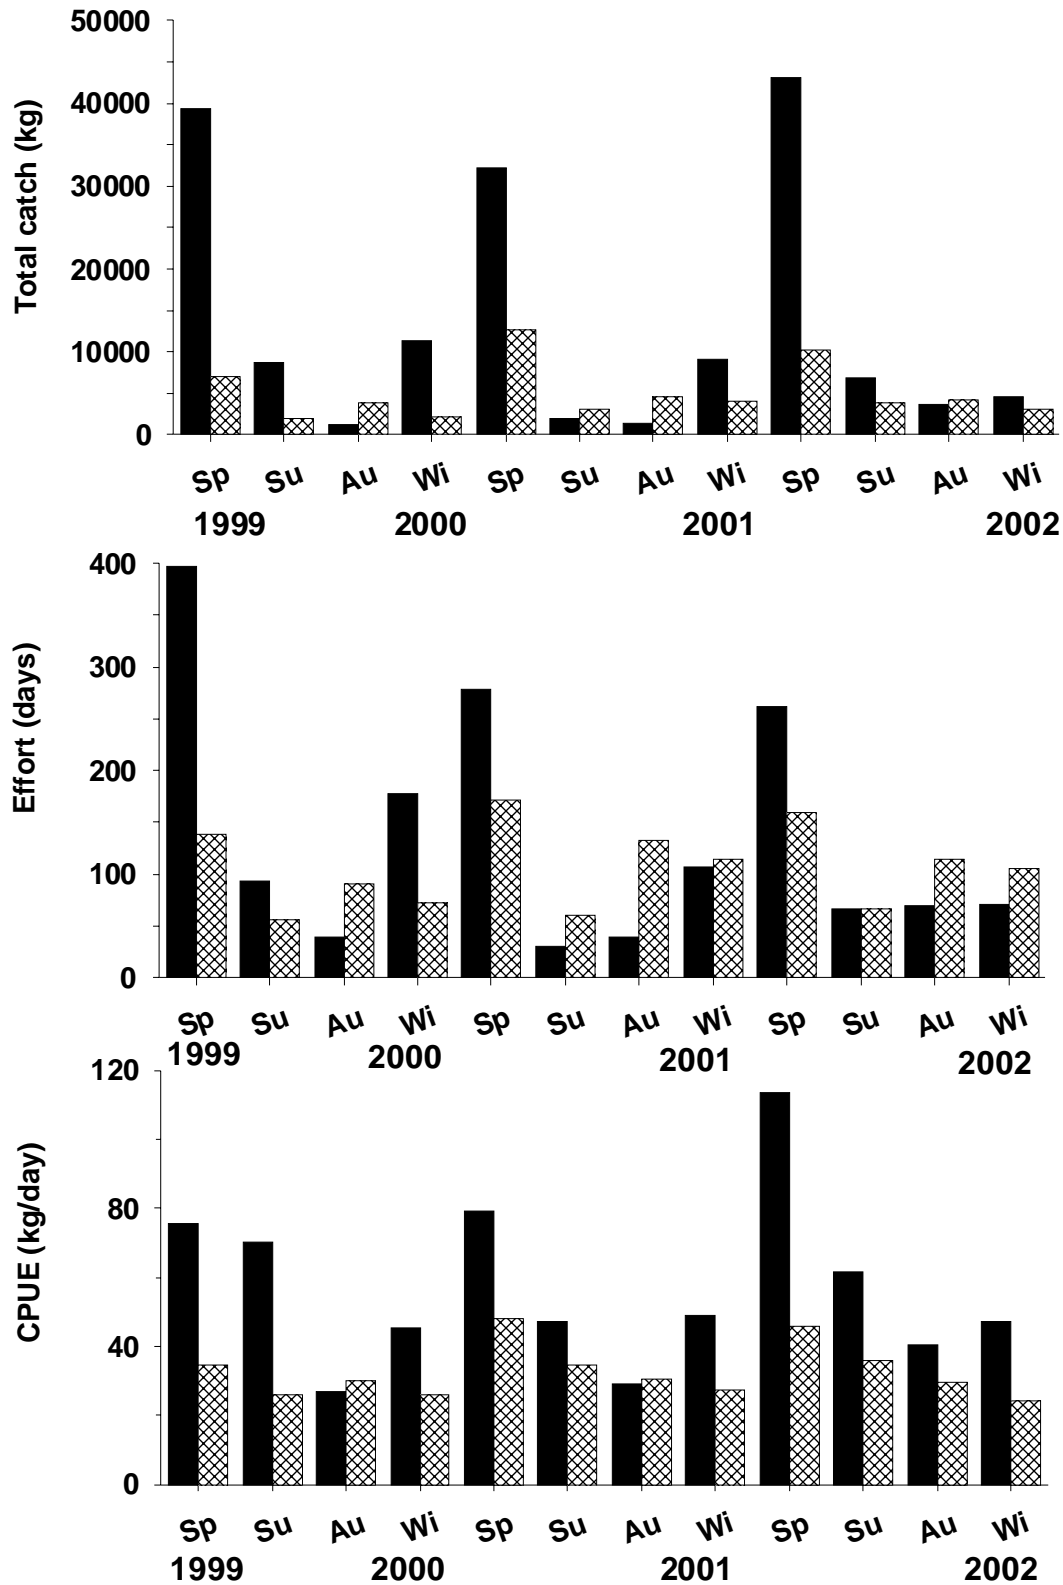 Total catch (kg)
50000
40000
30000
20000
10000
0
Sp Su Au Wi Sp Su Au Wi Sp Su Au Wi
1999 2000 2001 2002
Effort (days)
400
300
200
100
0
Sp Su Au Wi Sp Su Au Wi Sp Su Au Wi
1999 2000 2001 2002
CPUE (kg/day)
120
80
40
0
Sp Su Au Wi Sp Su Au Wi Sp Su Au Wi
1999 2000 2001 2002